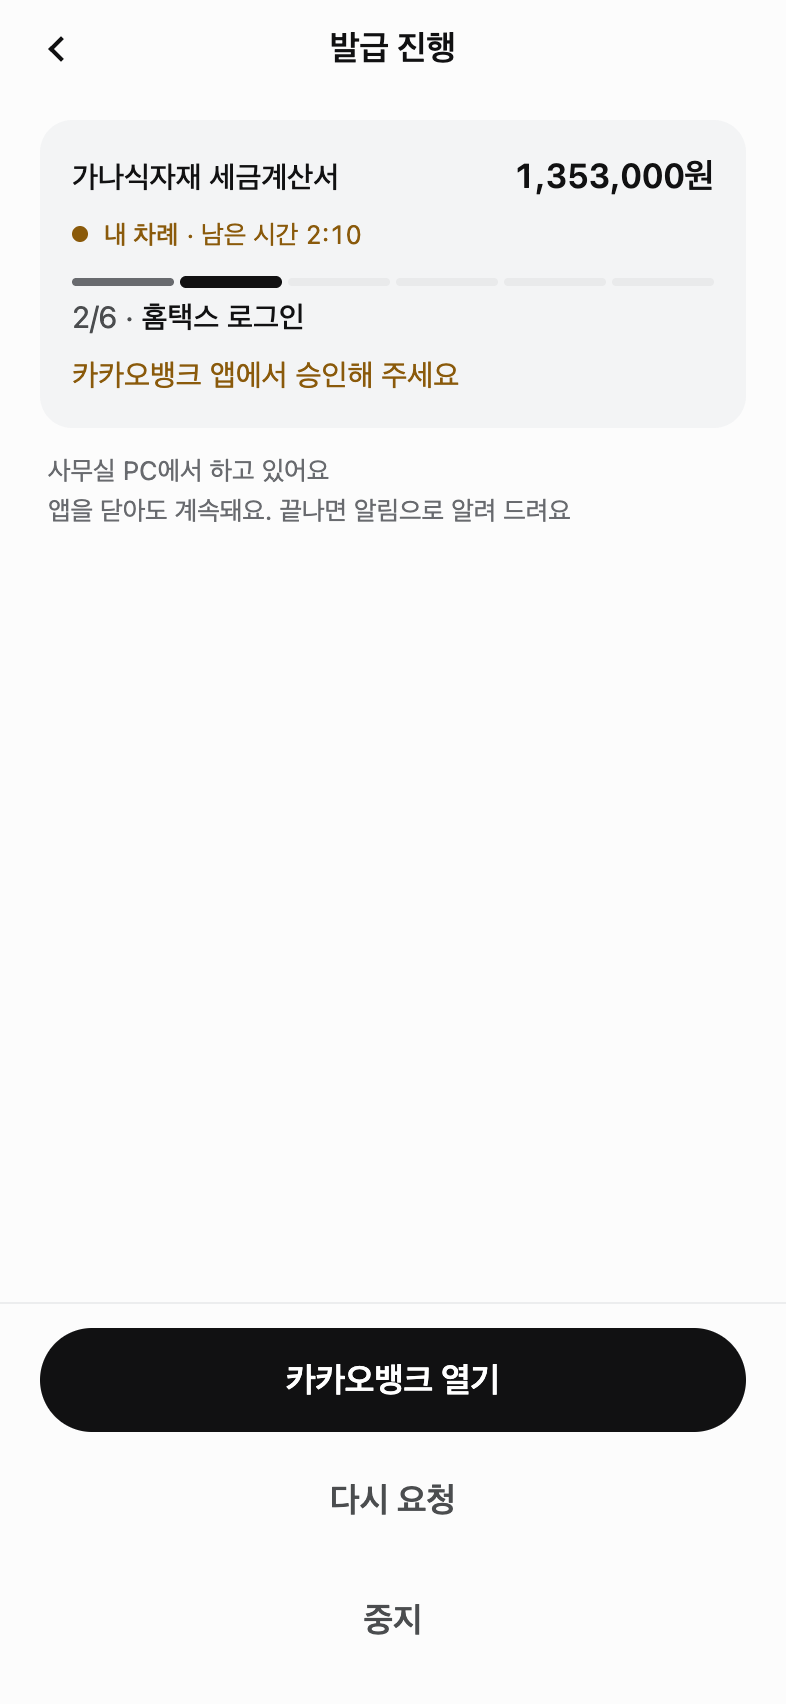 발급 진행
가나식자재 세금계산서 1,353,000원
내 차례 · 남은 시간 2:10
2/6 · 홈택스 로그인
카카오뱅크 앱에서 승인해 주세요
사무실 PC에서 하고 있어요
앱을 닫아도 계속돼요. 끝나면 알림으로 알려 드려요
카카오뱅크 열기
다시 요청
중지